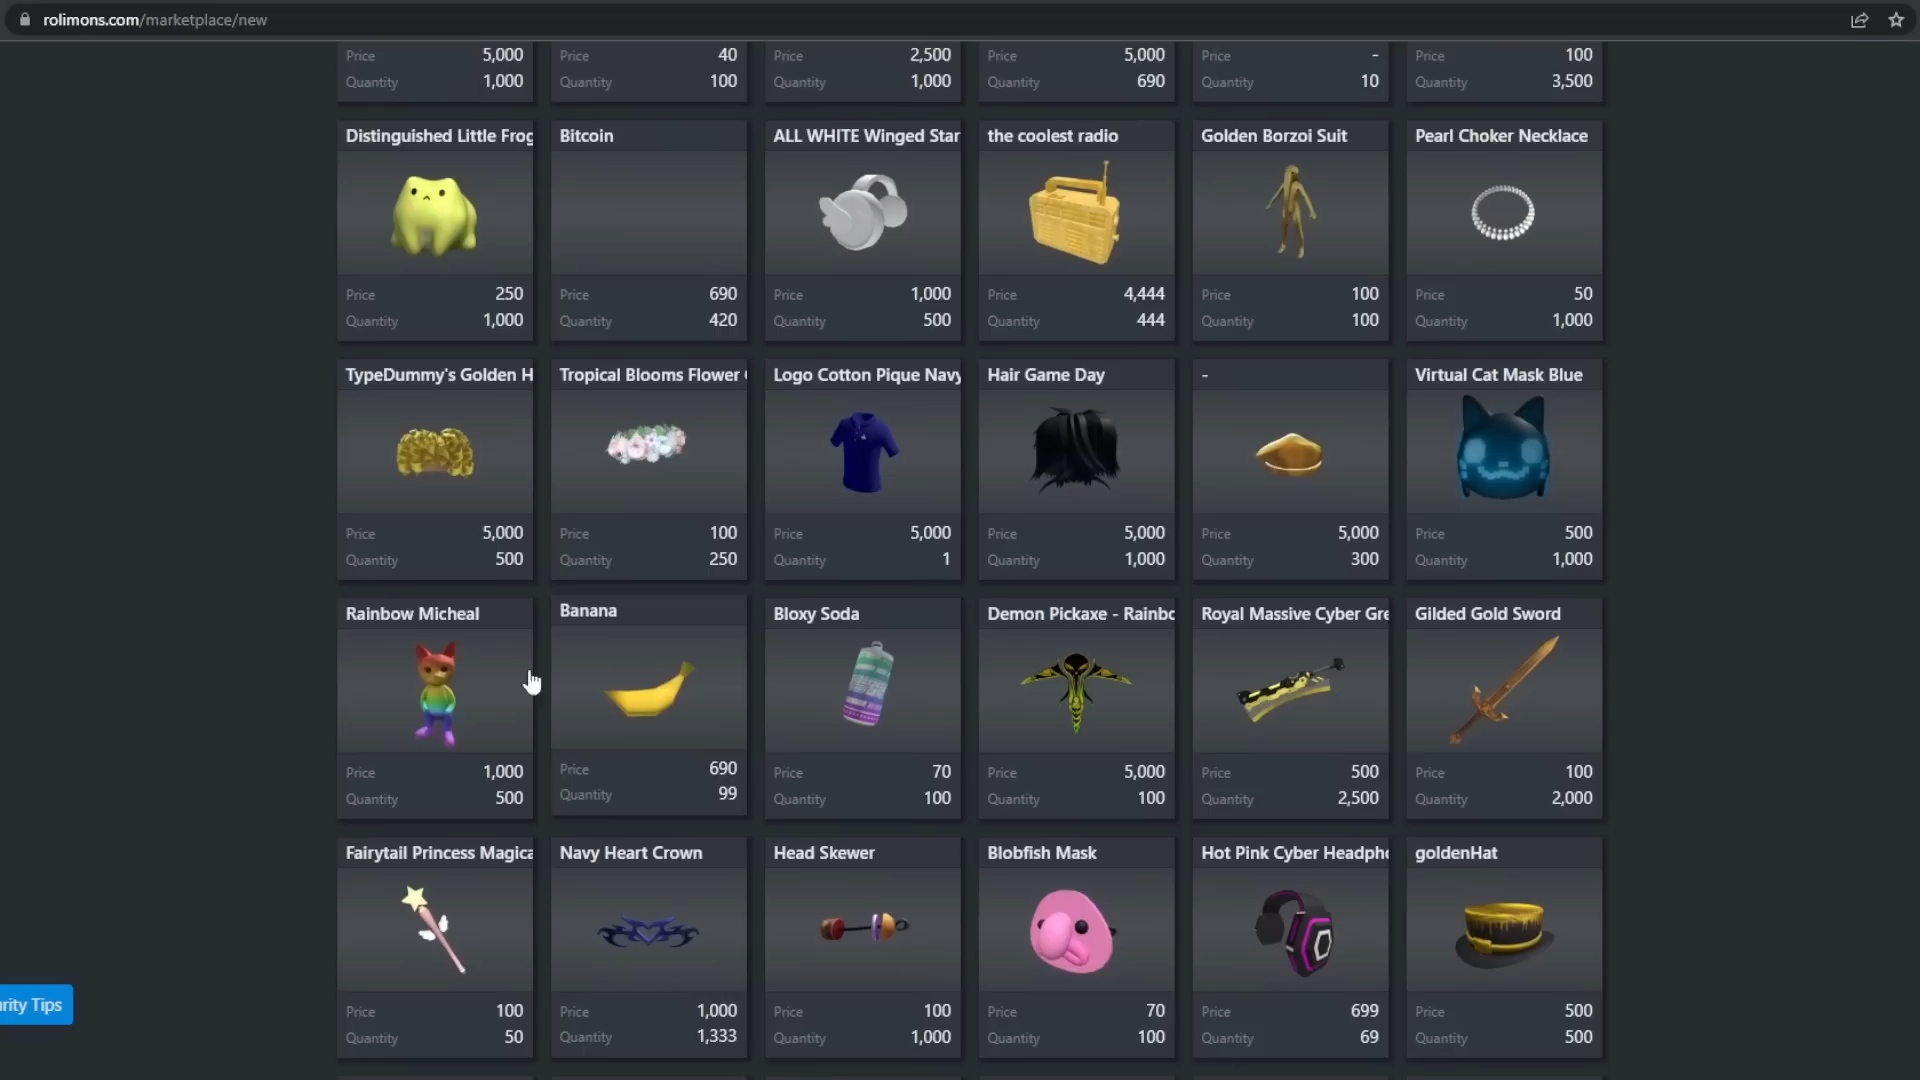 rolimons.com/marketplace/new
Price 5,000 Price 40 Price 2,500 Price 5,000 Price - Price 100
Quantity 1,000 Quantity 100 Quantity 1,000 Quantity 690 Quantity 10 Quantity 3,500
Distinguished Little Frog Bitcoin ALL WHITE Winged Star the coolest radio Golden Borzoi Suit Pearl Choker Necklace
Price 250 Price 690 Price 1,000 Price 4,444 Price 100 Price 50
Quantity 1,000 Quantity 420 Quantity 500 Quantity 444 Quantity 100 Quantity 1,000
TypeDummy's Golden H Tropical Blooms Flower Logo Cotton Pique Navy Hair Game Day - Virtual Cat Mask Blue
Price 5,000 Price 100 Price 5,000 Price 5,000 Price 5,000 Price 500
Quantity 500 Quantity 250 Quantity 1 Quantity 1,000 Quantity 300 Quantity 1,000
Rainbow Micheal Banana Bloxy Soda Demon Pickaxe - Rainbo Royal Massive Cyber Gre Gilded Gold Sword
Price 1,000 Price 690 Price 70 Price 5,000 Price 500 Price 100
Quantity 500 Quantity 99 Quantity 100 Quantity 100 Quantity 2,500 Quantity 2,000
Fairytail Princess Magica Navy Heart Crown Head Skewer Blobfish Mask Hot Pink Cyber Headpho goldenHat
Price 100 Price 1,000 Price 100 Price 70 Price 699 Price 500
Quantity 50 Quantity 1,333 Quantity 1,000 Quantity 100 Quantity 69 Quantity 500
urity Tips